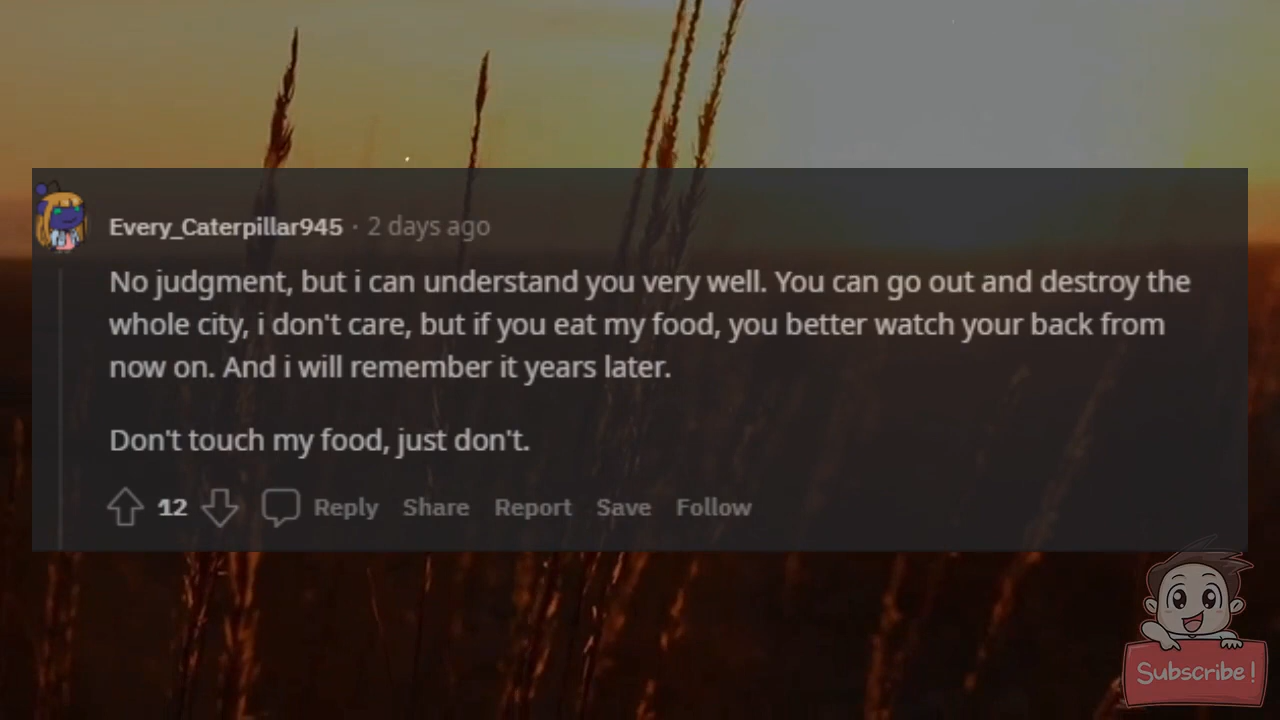 Every_Caterpillar945 · 2 days ago
No judgment, but i can understand you very well. You can go out and destroy the
whole city, i don't care, but if you eat my food, you better watch your back from
now on. And i will remember it years later.
Don't touch my food, just don't.
12 Reply Share Report Save Follow
Subscribe!